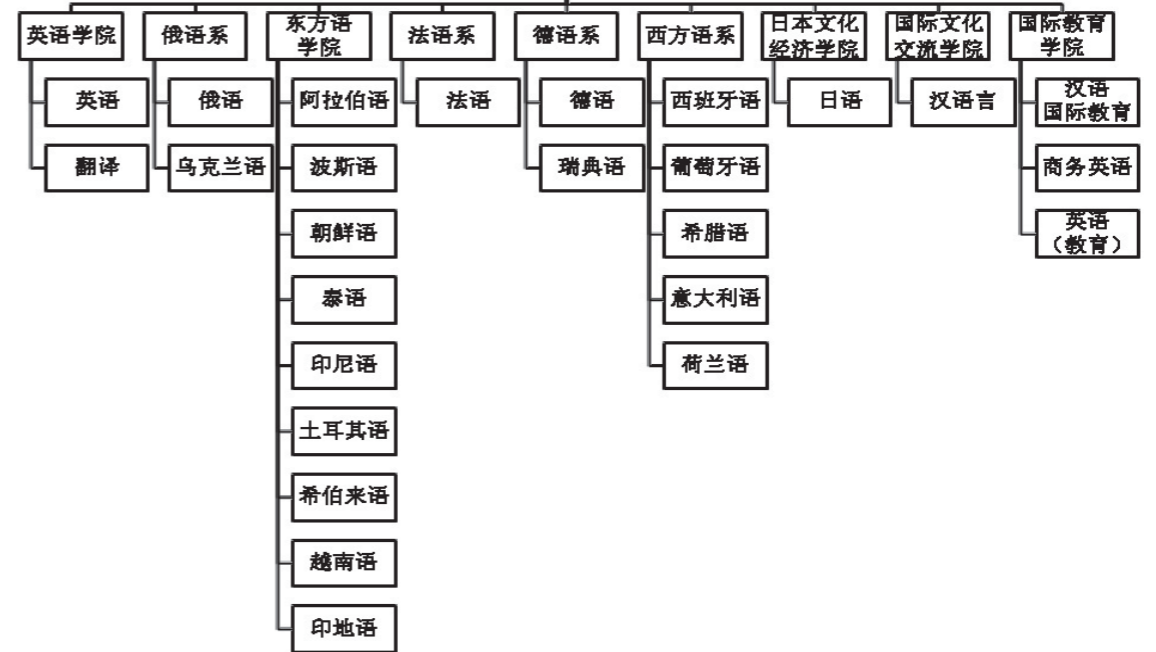 英语学院
英语
翻译
俄语系
俄语
乌克兰语
东方语
学院
阿拉伯语
波斯语
朝鲜语
泰语
印尼语
土耳其语
希伯来语
越南语
印地语
法语系
法语
德语系
德语
瑞典语
西方语系
西班牙语
葡萄牙语
希腊语
意大利语
荷兰语
日本文化
经济学院
日语
国际文化
交流学院
汉语言
国际教育
学院
汉语
国际教育
商务英语
英语
（教育）